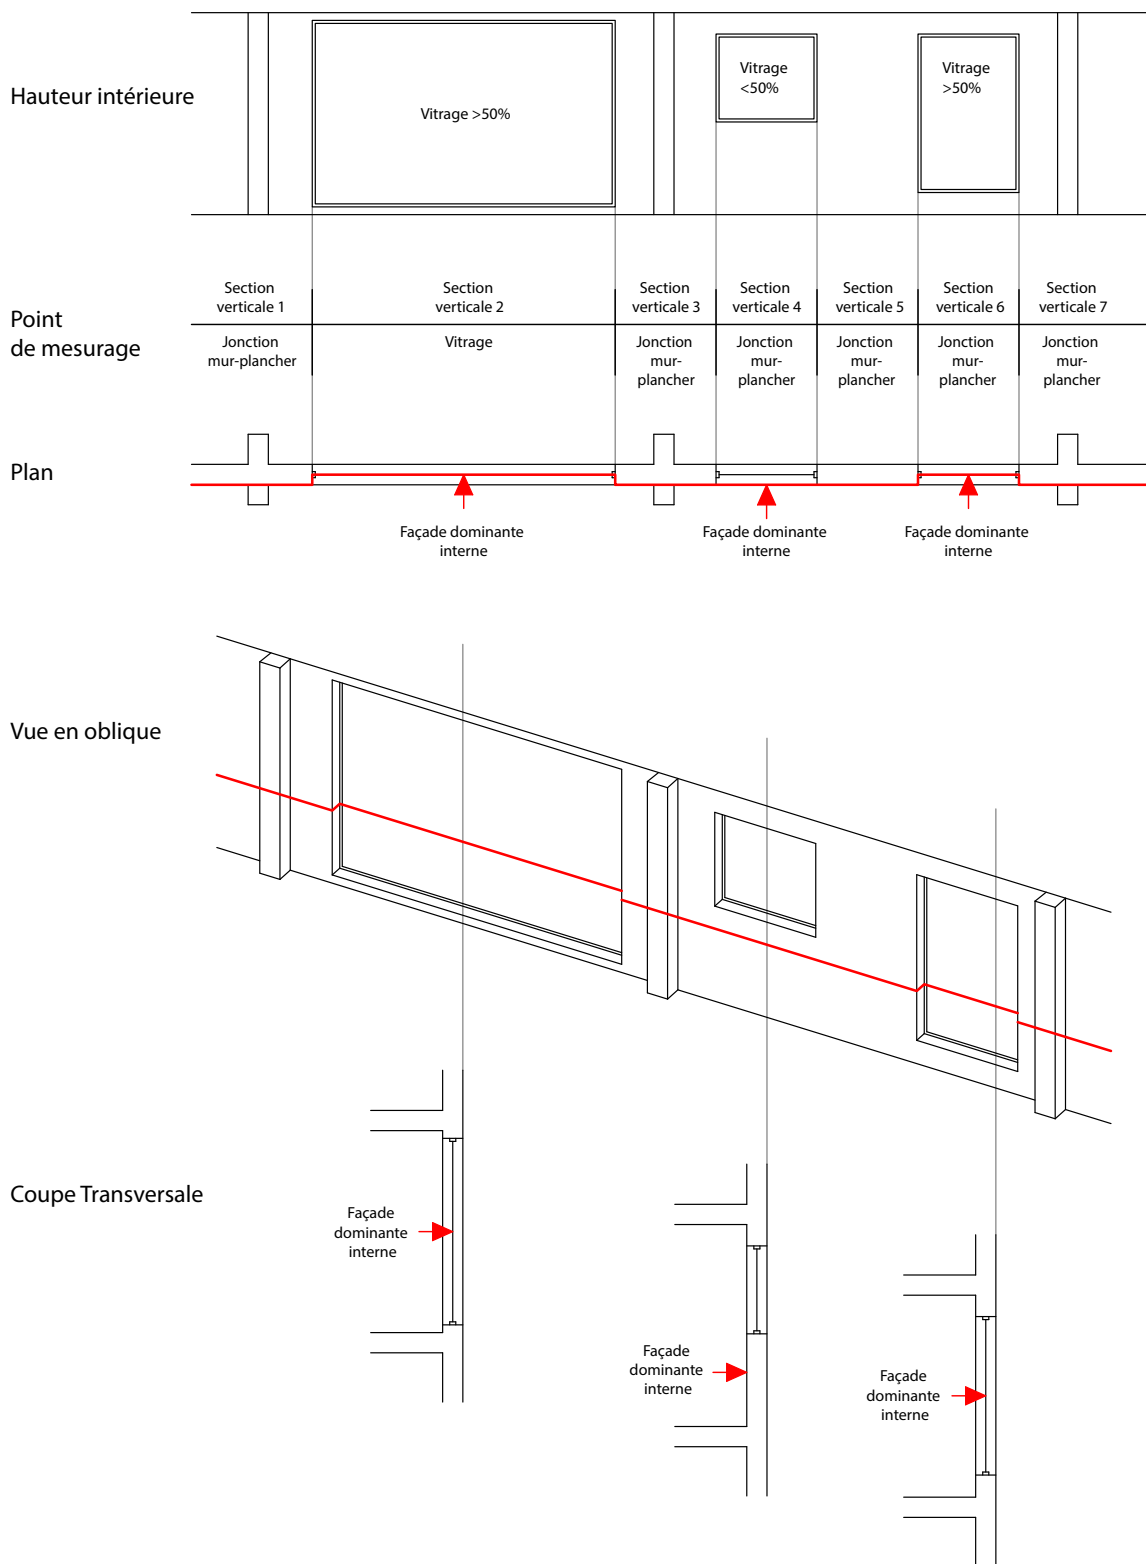 Hauteur intérieure
Vitrage >50%
Vitrage
<50%
Vitrage
>50%
Point
de mesurage
Section
verticale 1
Section
verticale 2
Section
verticale 3
Section
verticale 4
Section
verticale 5
Section
verticale 6
Section
verticale 7
Jonction
mur-plancher
Vitrage
Jonction
mur-
plancher
Jonction
mur-
plancher
Jonction
mur-
plancher
Jonction
mur-
plancher
Jonction
mur-
plancher
Plan
Façade dominante
interne
Façade dominante
interne
Façade dominante
interne
Vue en oblique
Coupe Transversale
Façade
dominante
interne
Façade
dominante
interne
Façade
dominante
interne